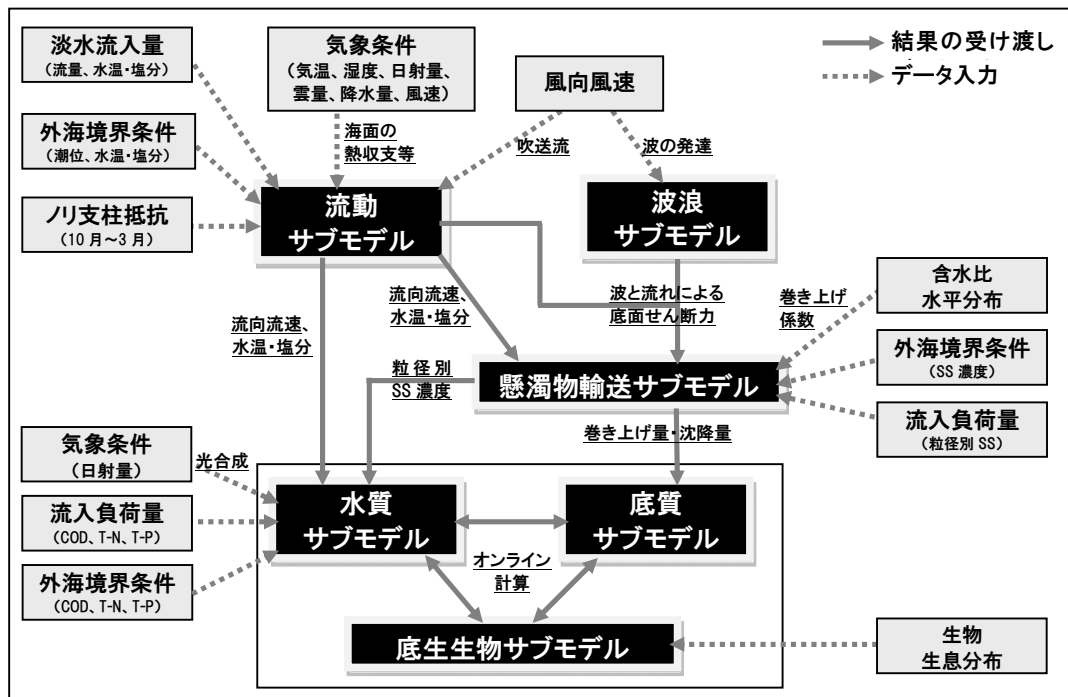 淡水流入量
（流量、水温・塩分）
気象条件
（気温、湿度、日射量、
雲量、降水量、風速）
風向風速
結果の受け渡し
データ入力
外海境界条件
（潮位、水温・塩分）
海面の
熱収支等
吹送流
波の発達
ノリ支柱抵抗
（10月～3月）
流動
サブモデル
波浪
サブモデル
流向流速、
水温・塩分
流向流速、
水温・塩分
波と流れによる
底面せん断力
巻き上げ
係数
含水比
水平分布
外海境界条件
（SS濃度）
流入負荷量
（粒径別SS）
粒径別
SS濃度
懸濁物輸送サブモデル
巻き上げ量・沈降量
気象条件
（日射量）
光合成
流入負荷量
（COD、T-N、T-P）
外海境界条件
（COD、T-N、T-P）
水質
サブモデル
底質
サブモデル
オンライン
計算
底生生物サブモデル
生物
生息分布